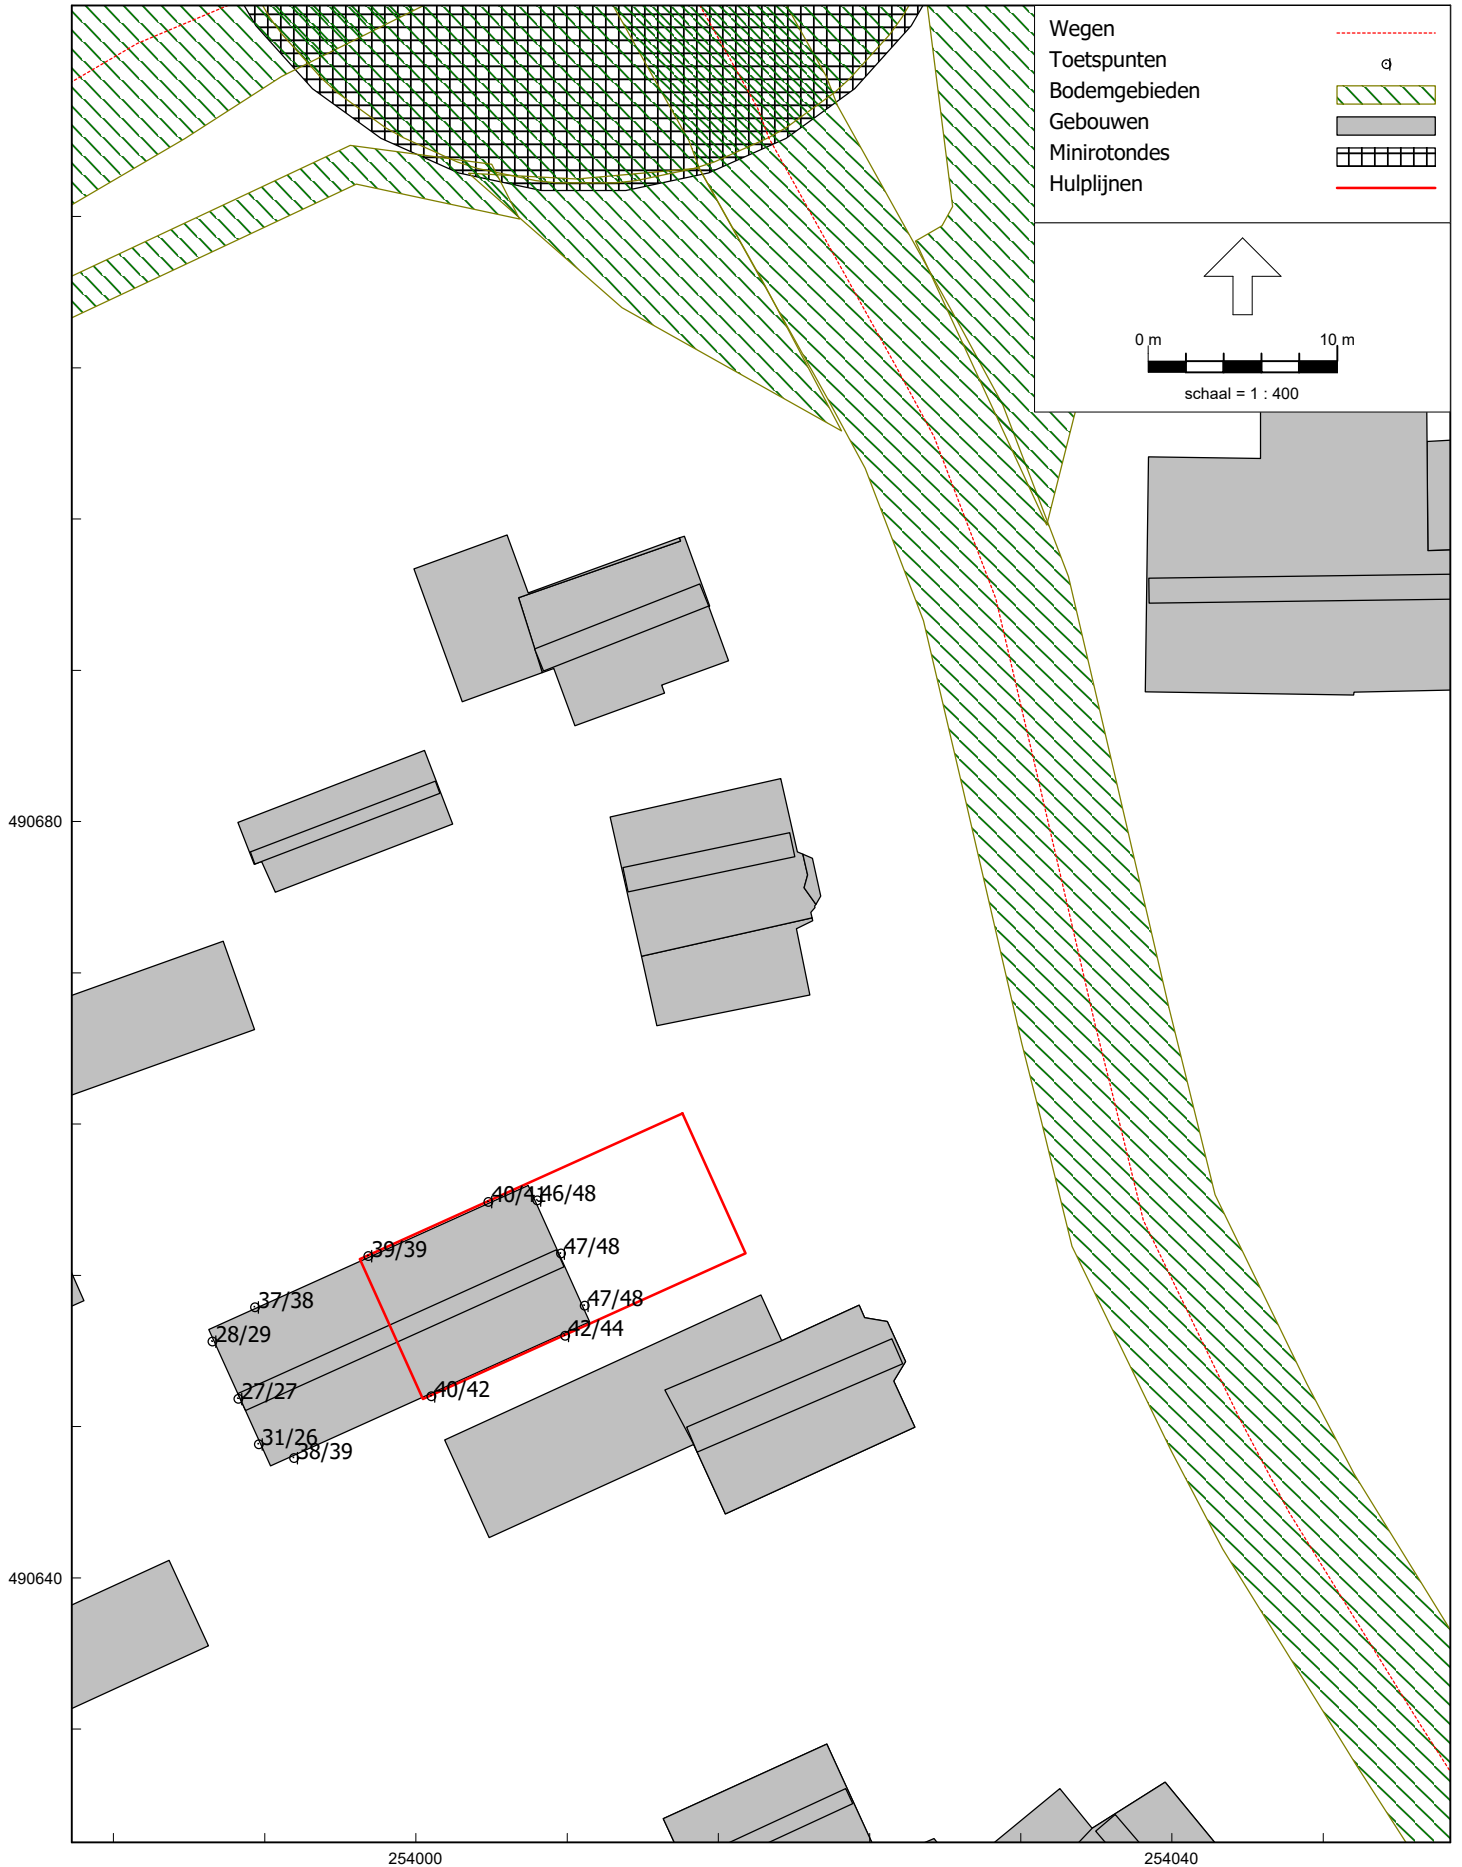 Wegen
Toetspunten
Bodemgebieden
Gebouwen
Minirotondes
Hulplijnen
0 m 10 m
schaal = 1 : 400
490680
40/41 46/48
39/39 47/48
37/38 47/48
28/29 42/44
27/27 40/42
31/26
38/39
490640
254000 254040